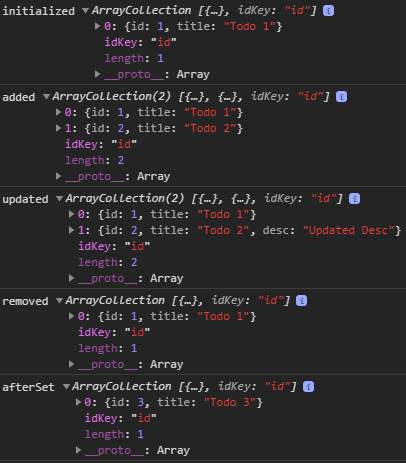 initialized ▼ArrayCollection [{…}, idKey: "id"] i
▶0: {id: 1, title: "Todo 1"}
idKey: "id"
length: 1
▶__proto__: Array
added ▼ArrayCollection(2) [{…}, {…}, idKey: "id"] i
▶0: {id: 1, title: "Todo 1"}
▶1: {id: 2, title: "Todo 2"}
idKey: "id"
length: 2
▶__proto__: Array
updated ▼ArrayCollection(2) [{…}, {…}, idKey: "id"] i
▶0: {id: 1, title: "Todo 1"}
▶1: {id: 2, title: "Todo 2", desc: "Updated Desc"}
idKey: "id"
length: 2
▶__proto__: Array
removed ▼ArrayCollection [{…}, idKey: "id"] i
▶0: {id: 1, title: "Todo 1"}
idKey: "id"
length: 1
▶__proto__: Array
afterSet ▼ArrayCollection [{…}, idKey: "id"] i
▶0: {id: 3, title: "Todo 3"}
idKey: "id"
length: 1
▶__proto__: Array